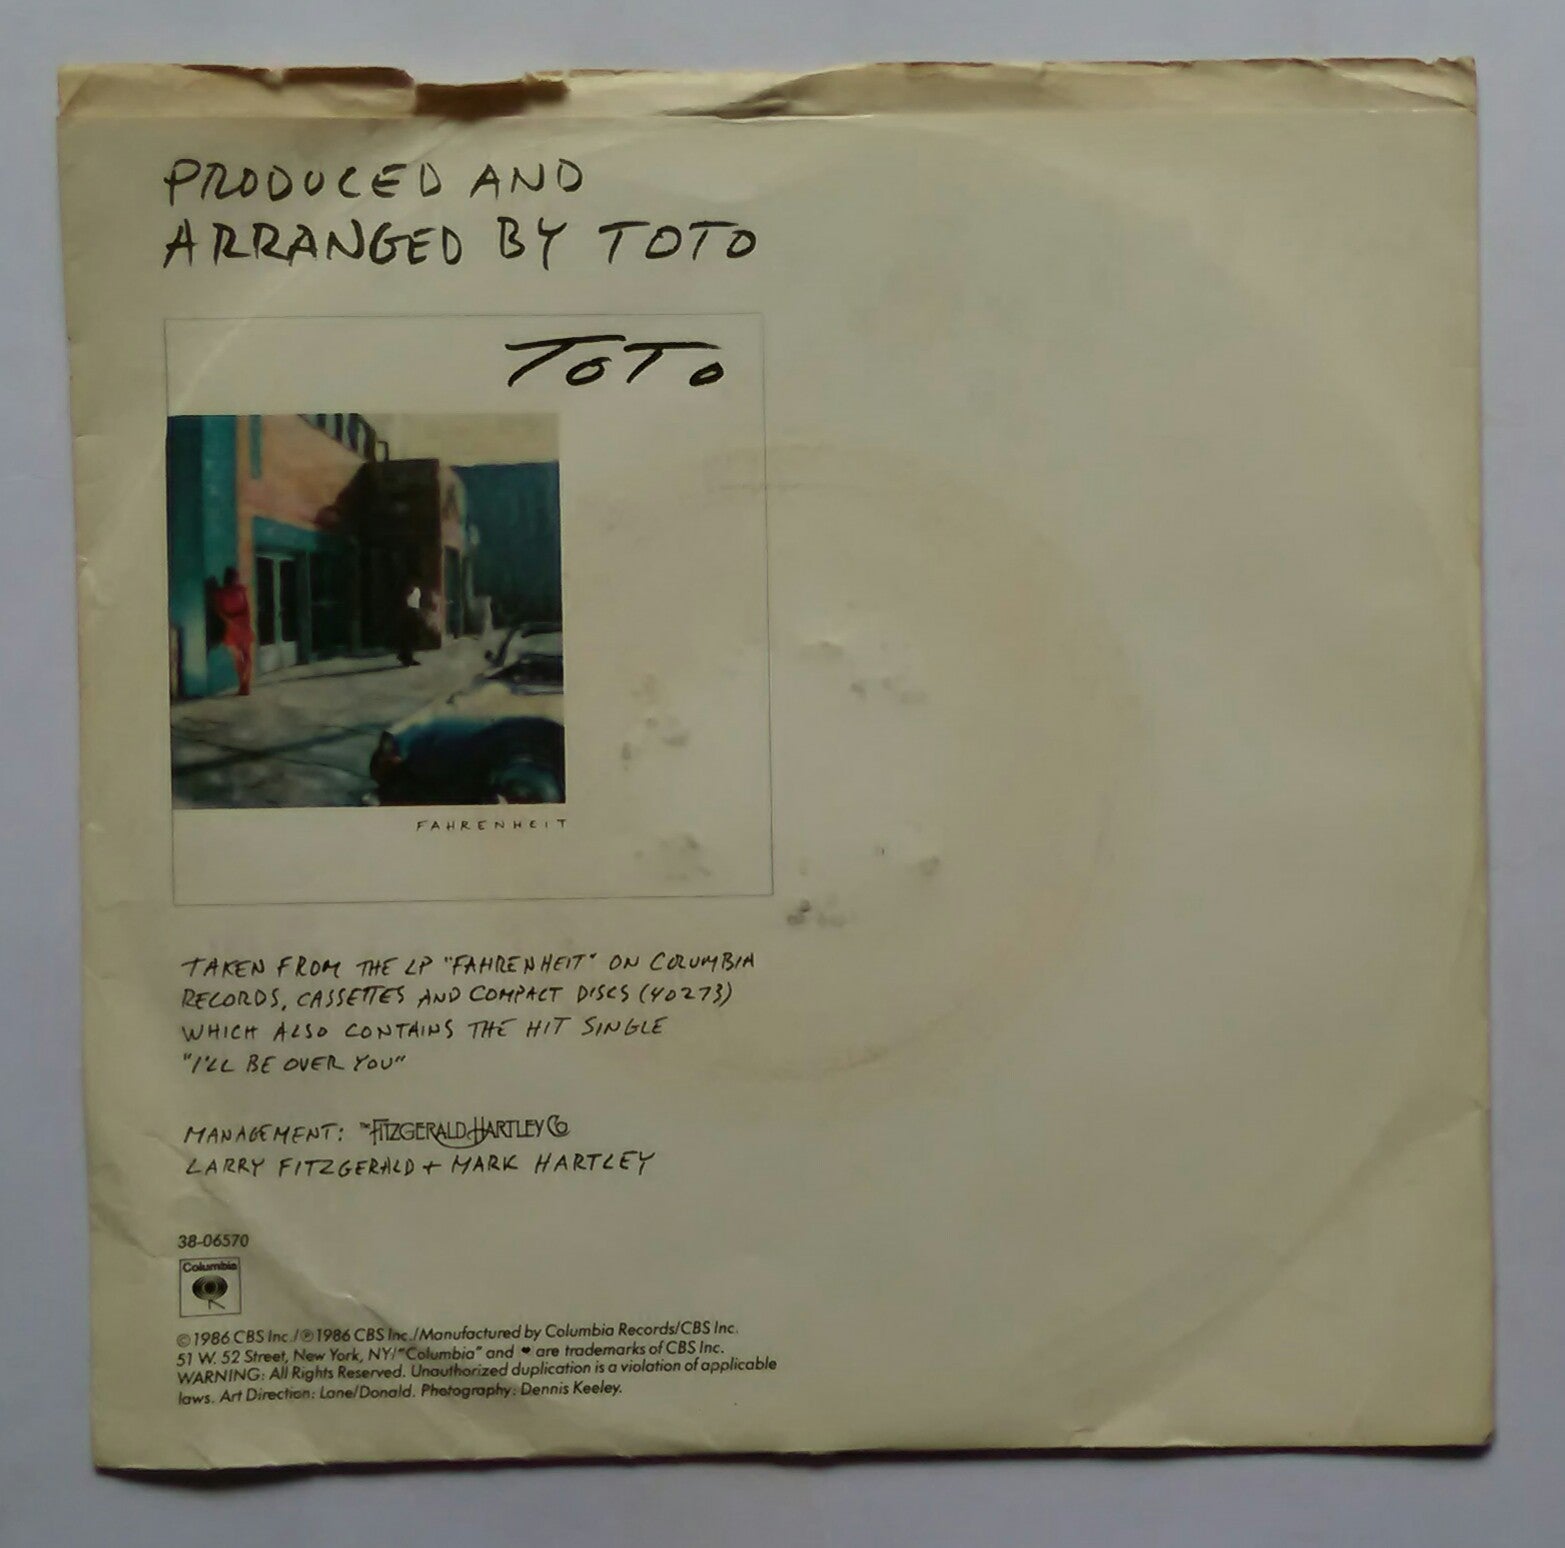 PRODUCED AND
ARRANGED BY TOTO
TOTO
FAHRENHEIT
TAKEN FROM THE LP "FAHRENHEIT" ON COLUMBIA
RECORDS, CASSETTES AND COMPACT DISCS (40273)
WHICH ALSO CONTAINS THE HIT SINGLE
"I'LL BE OVER YOU"
MANAGEMENT: THE FITZGERALD HARTLEY CO
LARRY FITZGERALD + MARK HARTLEY
38-06570
Columbia
© 1986 CBS Inc./℗ 1986 CBS Inc./Manufactured by Columbia Records/CBS Inc.
51 W. 52 Street, New York, NY/"Columbia" and ❤ are trademarks of CBS Inc.
WARNING: All Rights Reserved. Unauthorized duplication is a violation of applicable
laws. Art Direction: Lane/Donald. Photography: Dennis Keeley.